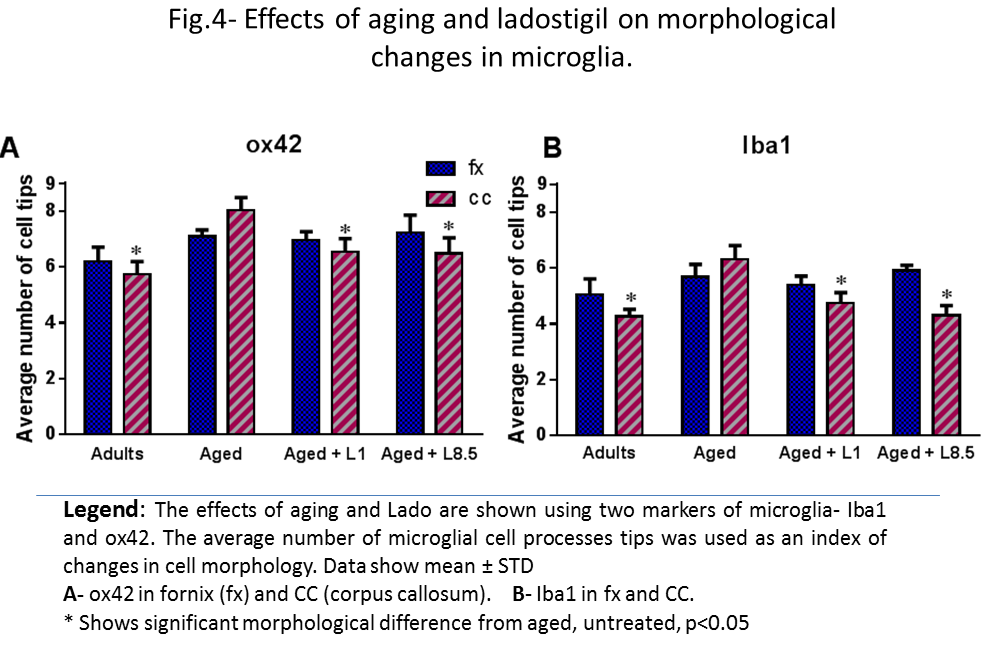 Fig.4- Effects of aging and ladostigil on morphological
changes in microglia.
A
ox42
fx
cc
Average number of cell tips
9
8
6
4
2
0
*
*
*
Adults
Aged
Aged + L1
Aged + L8.5
B
Iba1
Average number of cell tips
9
8
6
4
2
0
*
*
*
Adults
Aged
Aged + L1
Aged + L8.5
Legend: The effects of aging and Lado are shown using two markers of microglia- Iba1
and ox42. The average number of microglial cell processes tips was used as an index of
changes in cell morphology. Data show mean ± STD
A- ox42 in fornix (fx) and CC (corpus callosum). B- Iba1 in fx and CC.
* Shows significant morphological difference from aged, untreated, p<0.05